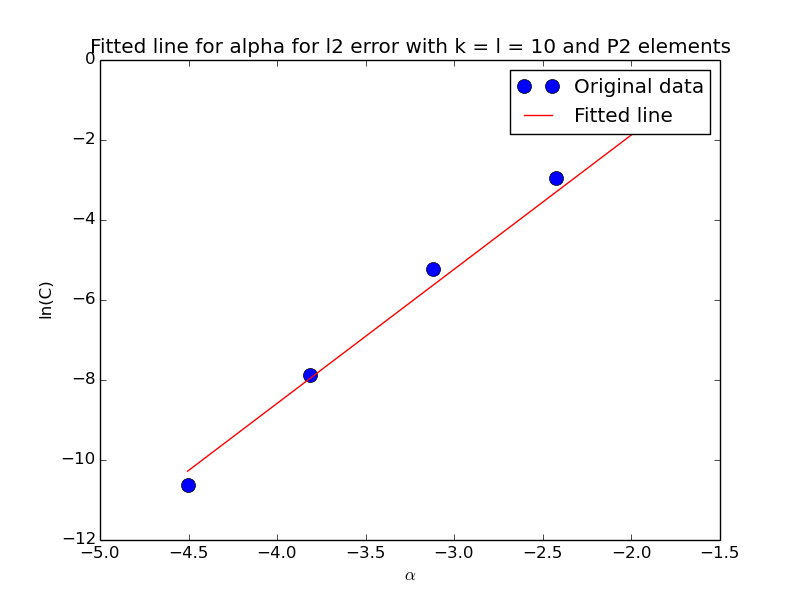 Fitted line for alpha for l2 error with k = l = 10 and P2 elements
Original data
Fitted line
0
−2
−4
−6
−8
−10
−12
ln(C)
−5.0 −4.5 −4.0 −3.5 −3.0 −2.5 −2.0 −1.5
α